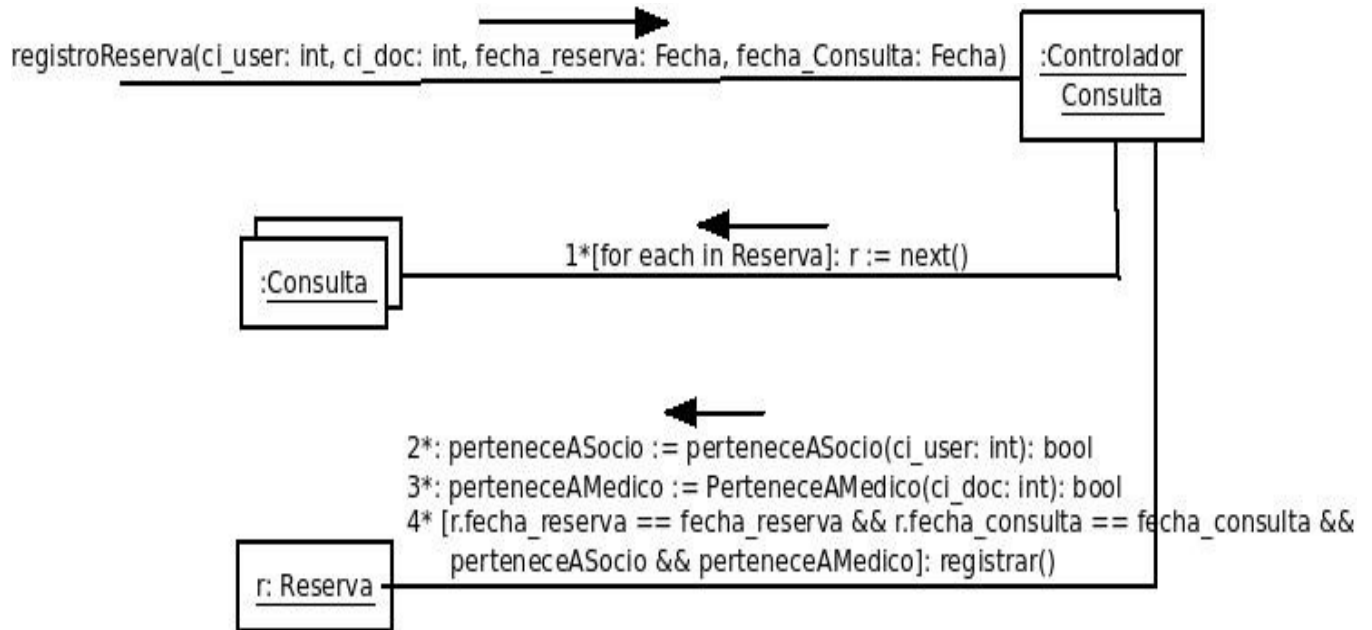 registroReserva(ci_user: int, ci_doc: int, fecha_reserva: Fecha, fecha_Consulta: Fecha)
:Controlador
Consulta
1*[for each in Reserva]: r := next()
:Consulta
2*: perteneceASocio := perteneceASocio(ci_user: int): bool
3*: perteneceAMedico := PerteneceAMedico(ci_doc: int): bool
4* [r.fecha_reserva == fecha_reserva && r.fecha_consulta == fecha_consulta &&
perteneceASocio && perteneceAMedico]: registrar()
r: Reserva